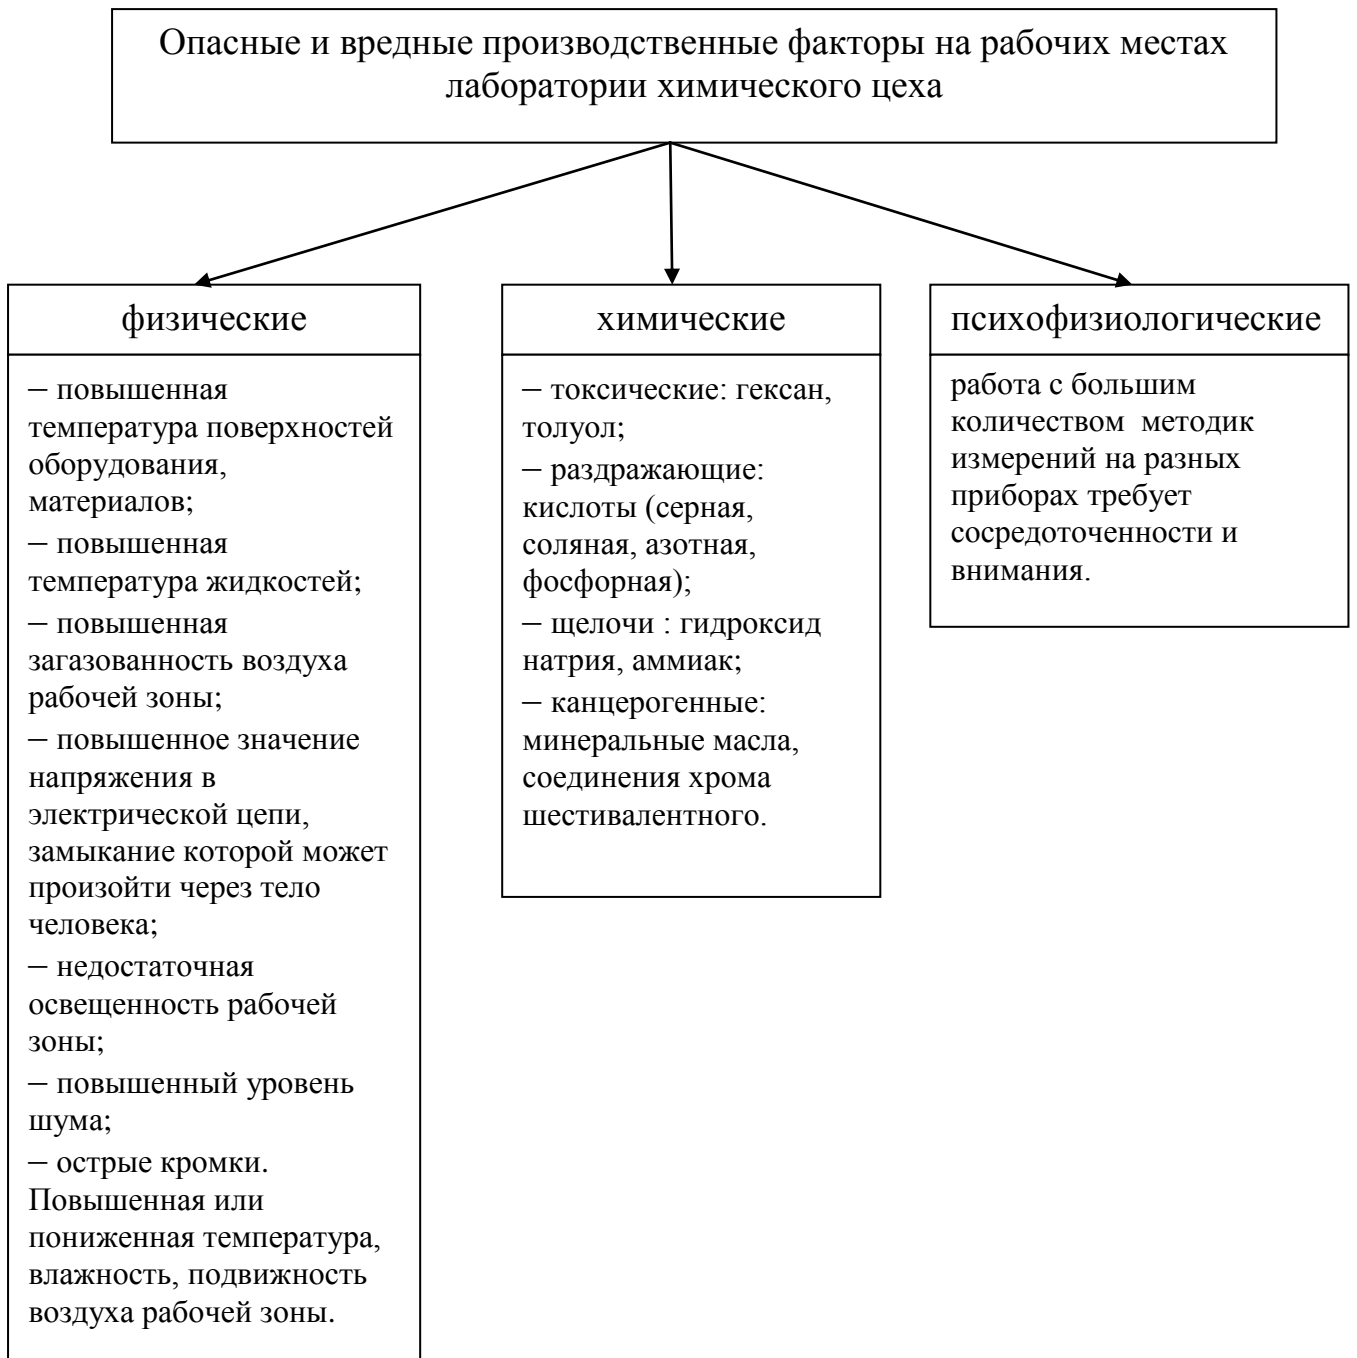 Опасные и вредные производственные факторы на рабочих местах
лаборатории химического цеха
физические
– повышенная
температура поверхностей
оборудования,
материалов;
– повышенная
температура жидкостей;
– повышенная
загазованность воздуха
рабочей зоны;
– повышенное значение
напряжения в
электрической цепи,
замыкание которой может
произойти через тело
человека;
– недостаточная
освещенность рабочей
зоны;
– повышенный уровень
шума;
– острые кромки.
Повышенная или
пониженная температура,
влажность, подвижность
воздуха рабочей зоны.
химические
– токсические: гексан,
толуол;
– раздражающие:
кислоты (серная,
соляная, азотная,
фосфорная);
– щелочи : гидроксид
натрия, аммиак;
– канцерогенные:
минеральные масла,
соединения хрома
шестивалентного.
психофизиологические
работа с большим
количеством методик
измерений на разных
приборах требует
сосредоточенности и
внимания.